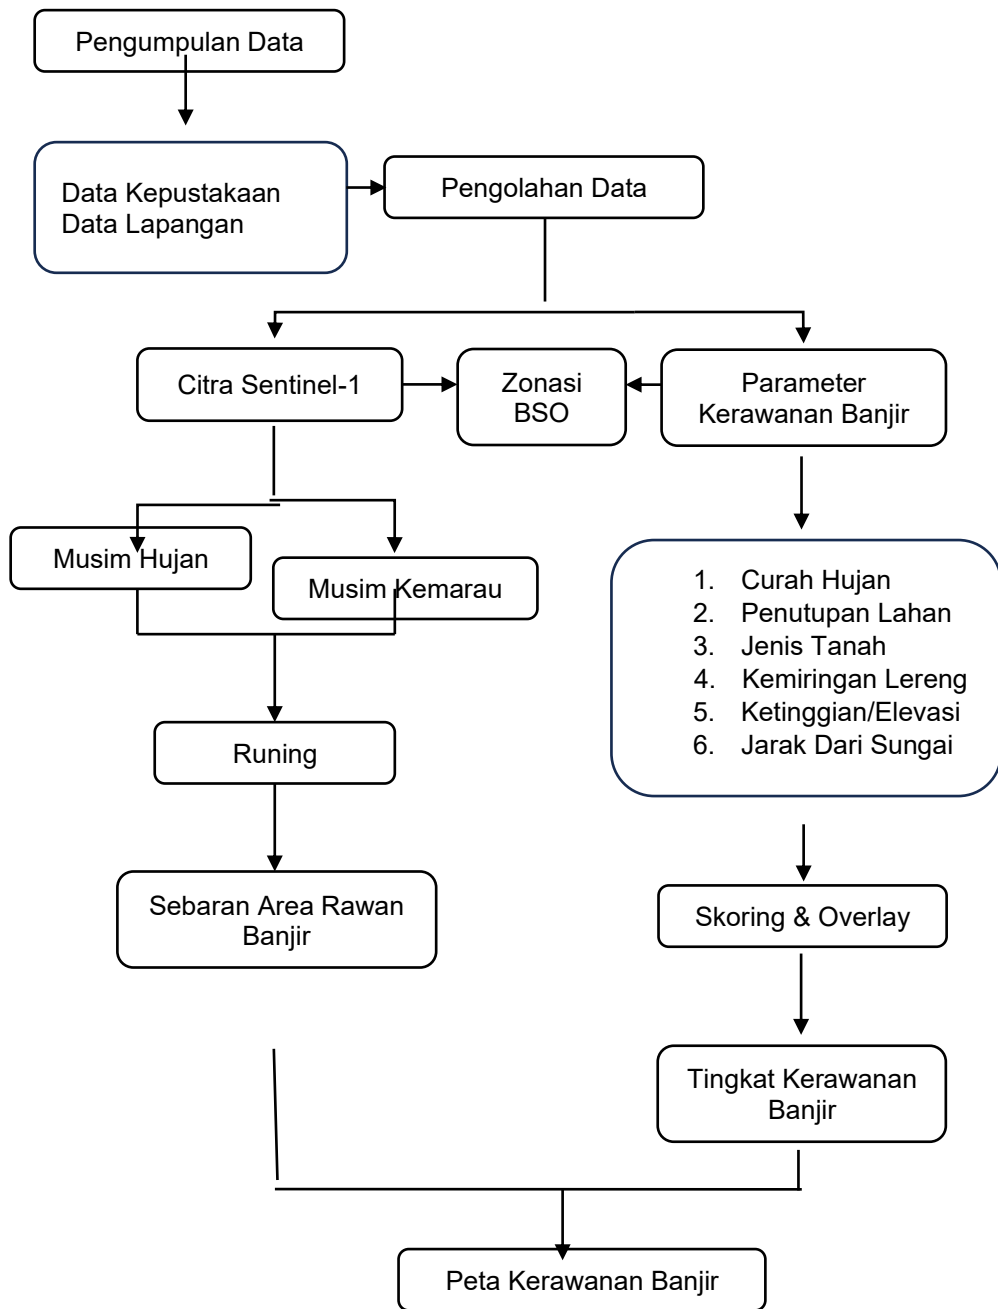 Pengumpulan Data
Data Kepustakaan
Data Lapangan
Pengolahan Data
Citra Sentinel-1
Zonasi
BSO
Parameter
Kerawanan Banjir
Musim Hujan
Musim Kemarau
1. Curah Hujan
2. Penutupan Lahan
3. Jenis Tanah
4. Kemiringan Lereng
5. Ketinggian/Elevasi
6. Jarak Dari Sungai
Runing
Sebaran Area Rawan
Banjir
Skoring & Overlay
Tingkat Kerawanan
Banjir
Peta Kerawanan Banjir